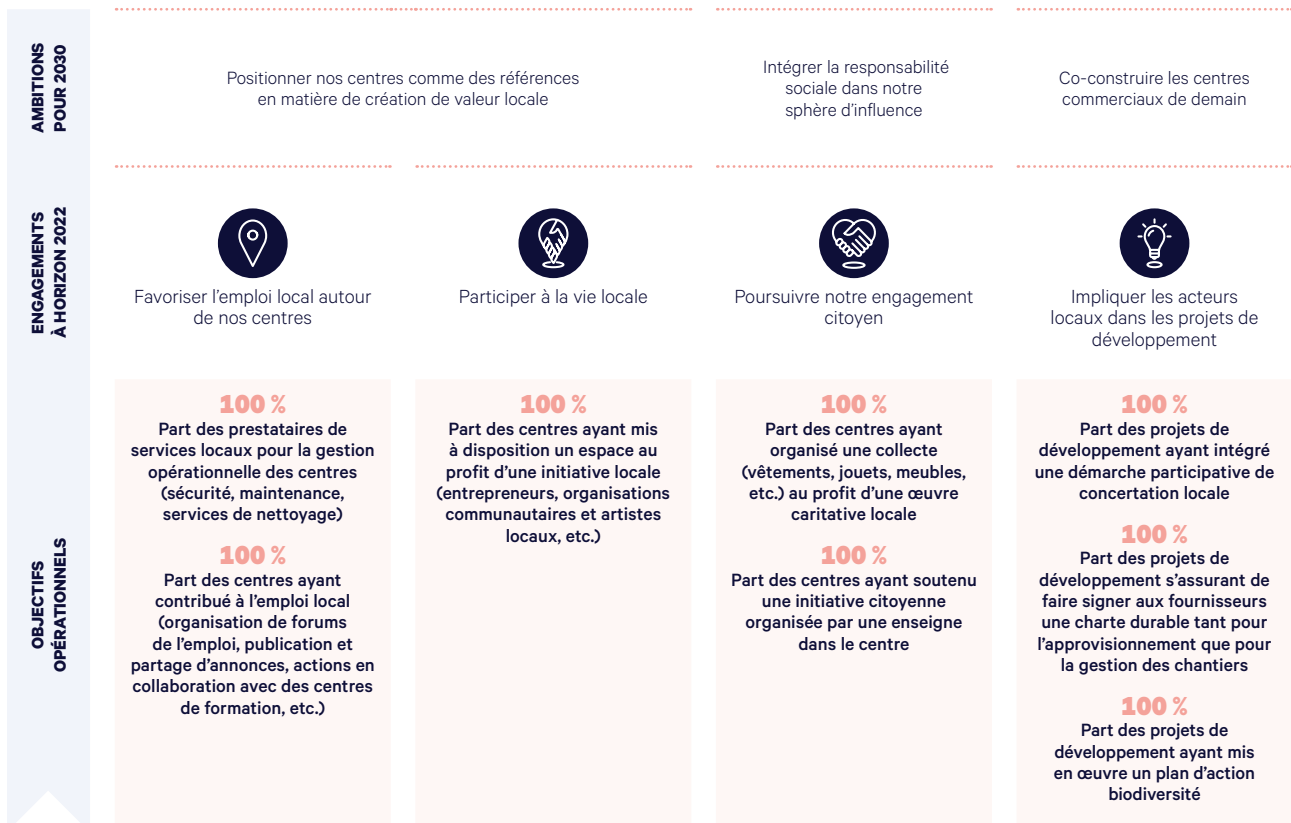 AMBITIONS
POUR 2030
Positionner nos centres comme des références
en matière de création de valeur locale
Intégrer la responsabilité
sociale dans notre
sphère d’influence
Co-construire les centres
commerciaux de demain
ENGAGEMENTS
À HORIZON 2022
Favoriser l’emploi local autour
de nos centres
Participer à la vie locale
Poursuivre notre engagement
citoyen
Impliquer les acteurs
locaux dans les projets de
développement
OBJECTIFS
OPÉRATIONNELS
100 %
Part des prestataires de
services locaux pour la gestion
opérationnelle des centres
(sécurité, maintenance,
services de nettoyage)
100 %
Part des centres ayant
contribué à l’emploi local
(organisation de forums
de l’emploi, publication et
partage d’annonces, actions en
collaboration avec des centres
de formation, etc.)
100 %
Part des centres ayant mis
à disposition un espace au
profit d’une initiative locale
(entrepreneurs, organisations
communautaires et artistes
locaux, etc.)
100 %
Part des centres ayant
organisé une collecte
(vêtements, jouets, meubles,
etc.) au profit d’une œuvre
caritative locale
100 %
Part des centres ayant soutenu
une initiative citoyenne
organisée par une enseigne
dans le centre
100 %
Part des projets de
développement ayant intégré
une démarche participative de
concertation locale
100 %
Part des projets de
développement s’assurant de
faire signer aux fournisseurs
une charte durable tant pour
l’approvisionnement que pour
la gestion des chantiers
100 %
Part des projets de
développement ayant mis
en œuvre un plan d’action
biodiversité